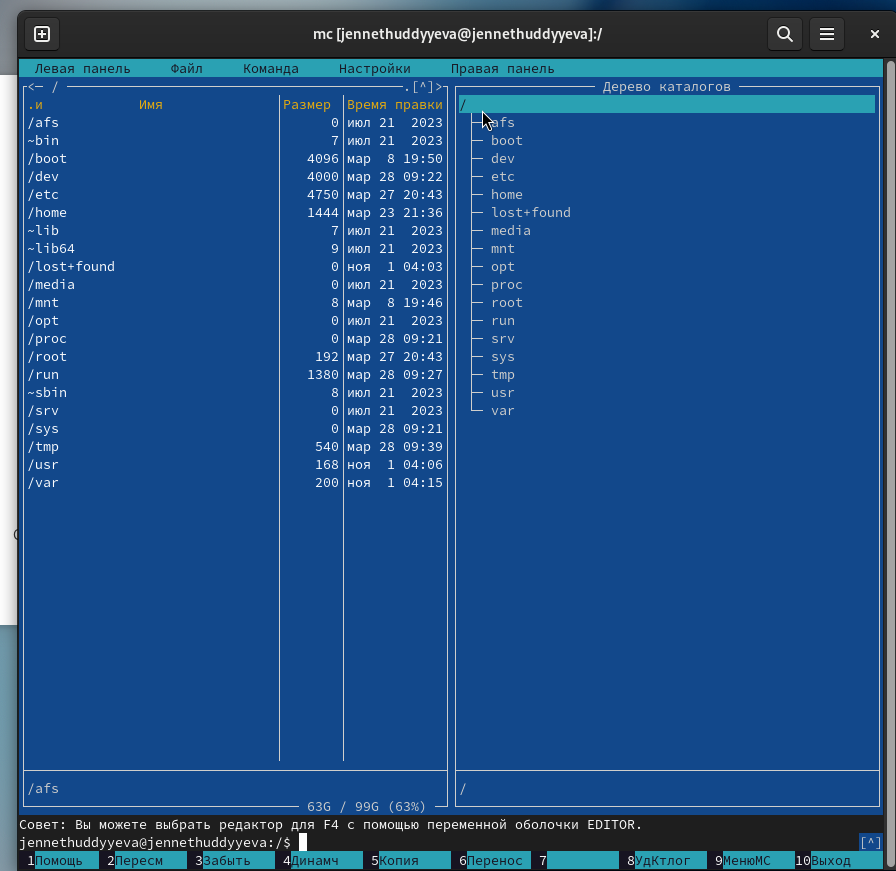 mc [jennethuddyyeva@jennethuddyyeva]:/
Левая панель Файл Команда Настройки Правая панель
<─ / .[^]> Дерево каталогов
.и Имя Размер Время правки /
/afs 0 июл 21 2023 afs
~bin 7 июл 21 2023 boot
/boot 4096 мар 8 19:50 dev
/dev 4000 мар 28 09:22 etc
/etc 4750 мар 27 20:43 home
/home 1444 мар 23 21:36 lost+found
~lib 7 июл 21 2023 media
~lib64 9 июл 21 2023 mnt
/lost+found 0 ноя 1 04:03 opt
/media 0 июл 21 2023 proc
/mnt 8 мар 8 19:46 root
/opt 0 июл 21 2023 run
/proc 0 мар 28 09:21 srv
/root 192 мар 27 20:43 sys
/run 1380 мар 28 09:27 tmp
~sbin 8 июл 21 2023 usr
/srv 0 июл 21 2023 var
/sys 0 мар 28 09:21
/tmp 540 мар 28 09:39
/usr 168 ноя 1 04:06
/var 200 ноя 1 04:15
/afs /
63G / 99G (63%)
Совет: Вы можете выбрать редактор для F4 с помощью переменной оболочки EDITOR.
jennethuddyyeva@jennethuddyyeva:/$ [^]
1Помощь 2Пересм 3Забыть 4Динамч 5Копия 6Перенос 7 8УдКтлог 9МенюМС 10Выход